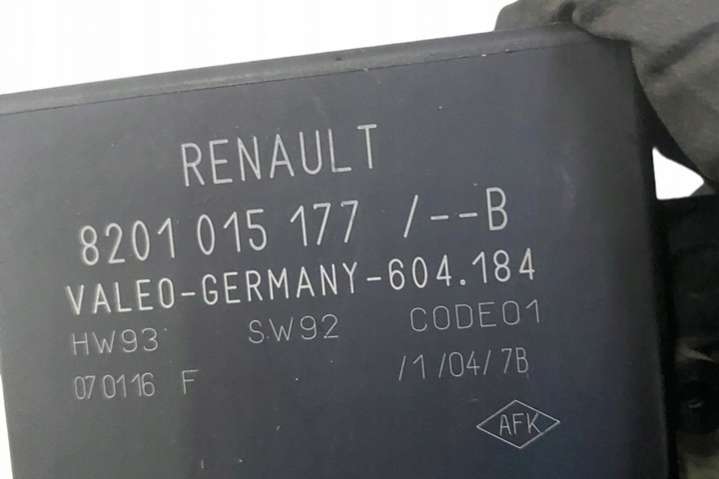 RENAULT
8201 015 177 /--B
VALEO-GERMANY-604.184
HW93 SW92 CODE01
070116 F /1/04/7B
AFK